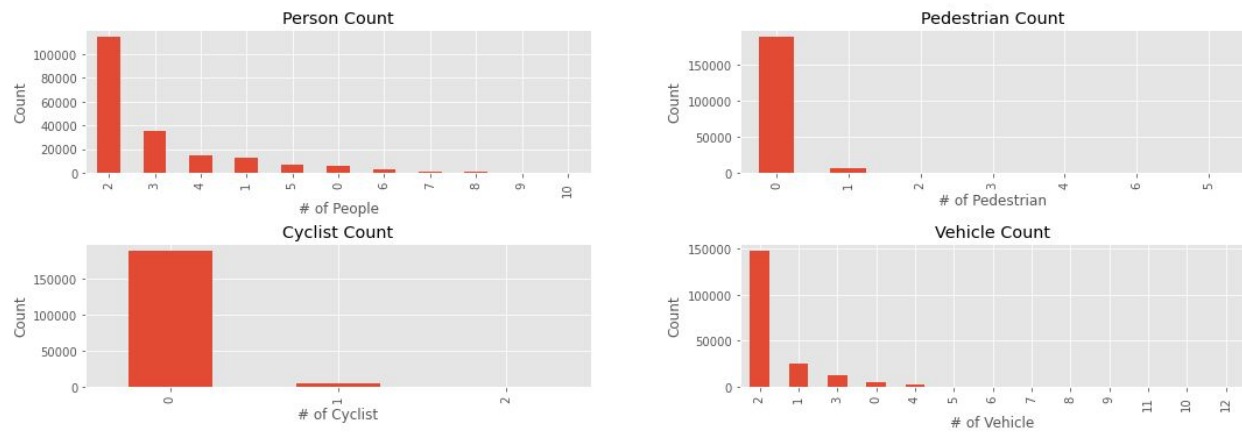 Person Count
Count
100000
80000
60000
40000
20000
0
2 3 4 1 5 0 6 7 8 9 10
# of People
Pedestrian Count
Count
150000
100000
50000
0
0 1 2 3 4 6 5
# of Pedestrian
Cyclist Count
Count
150000
100000
50000
0
0 1 2
# of Cyclist
Vehicle Count
Count
150000
100000
50000
0
2 1 3 0 4 5 6 7 8 9 11 10 12
# of Vehicle